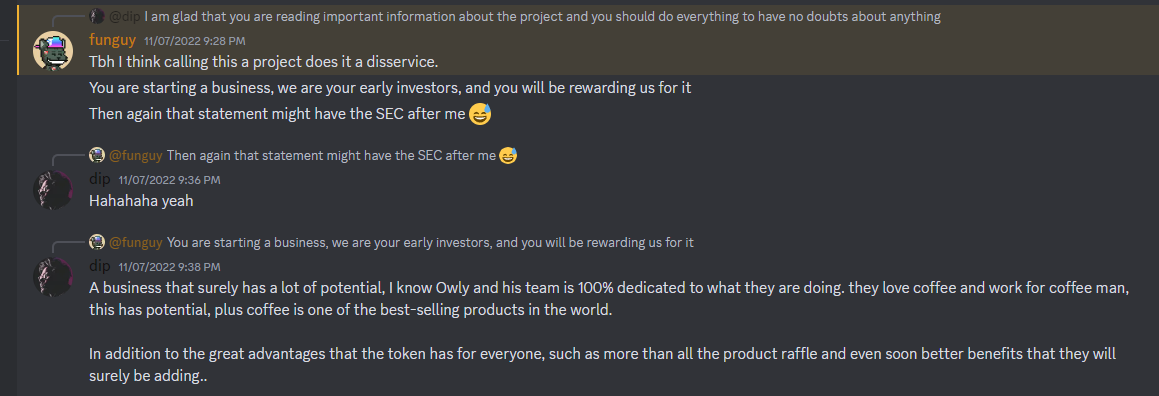 @dip I am glad that you are reading important information about the project and you should do everything to have no doubts about anything
funguy 11/07/2022 9:28 PM
Tbh I think calling this a project does it a disservice.
You are starting a business, we are your early investors, and you will be rewarding us for it
Then again that statement might have the SEC after me 😅
@funguy Then again that statement might have the SEC after me 😅
dip 11/07/2022 9:36 PM
Hahahaha yeah
@funguy You are starting a business, we are your early investors, and you will be rewarding us for it
dip 11/07/2022 9:38 PM
A business that surely has a lot of potential, I know Owly and his team is 100% dedicated to what they are doing. they love coffee and work for coffee man,
this has potential, plus coffee is one of the best-selling products in the world.
In addition to the great advantages that the token has for everyone, such as more than all the product raffle and even soon better benefits that they will
surely be adding..